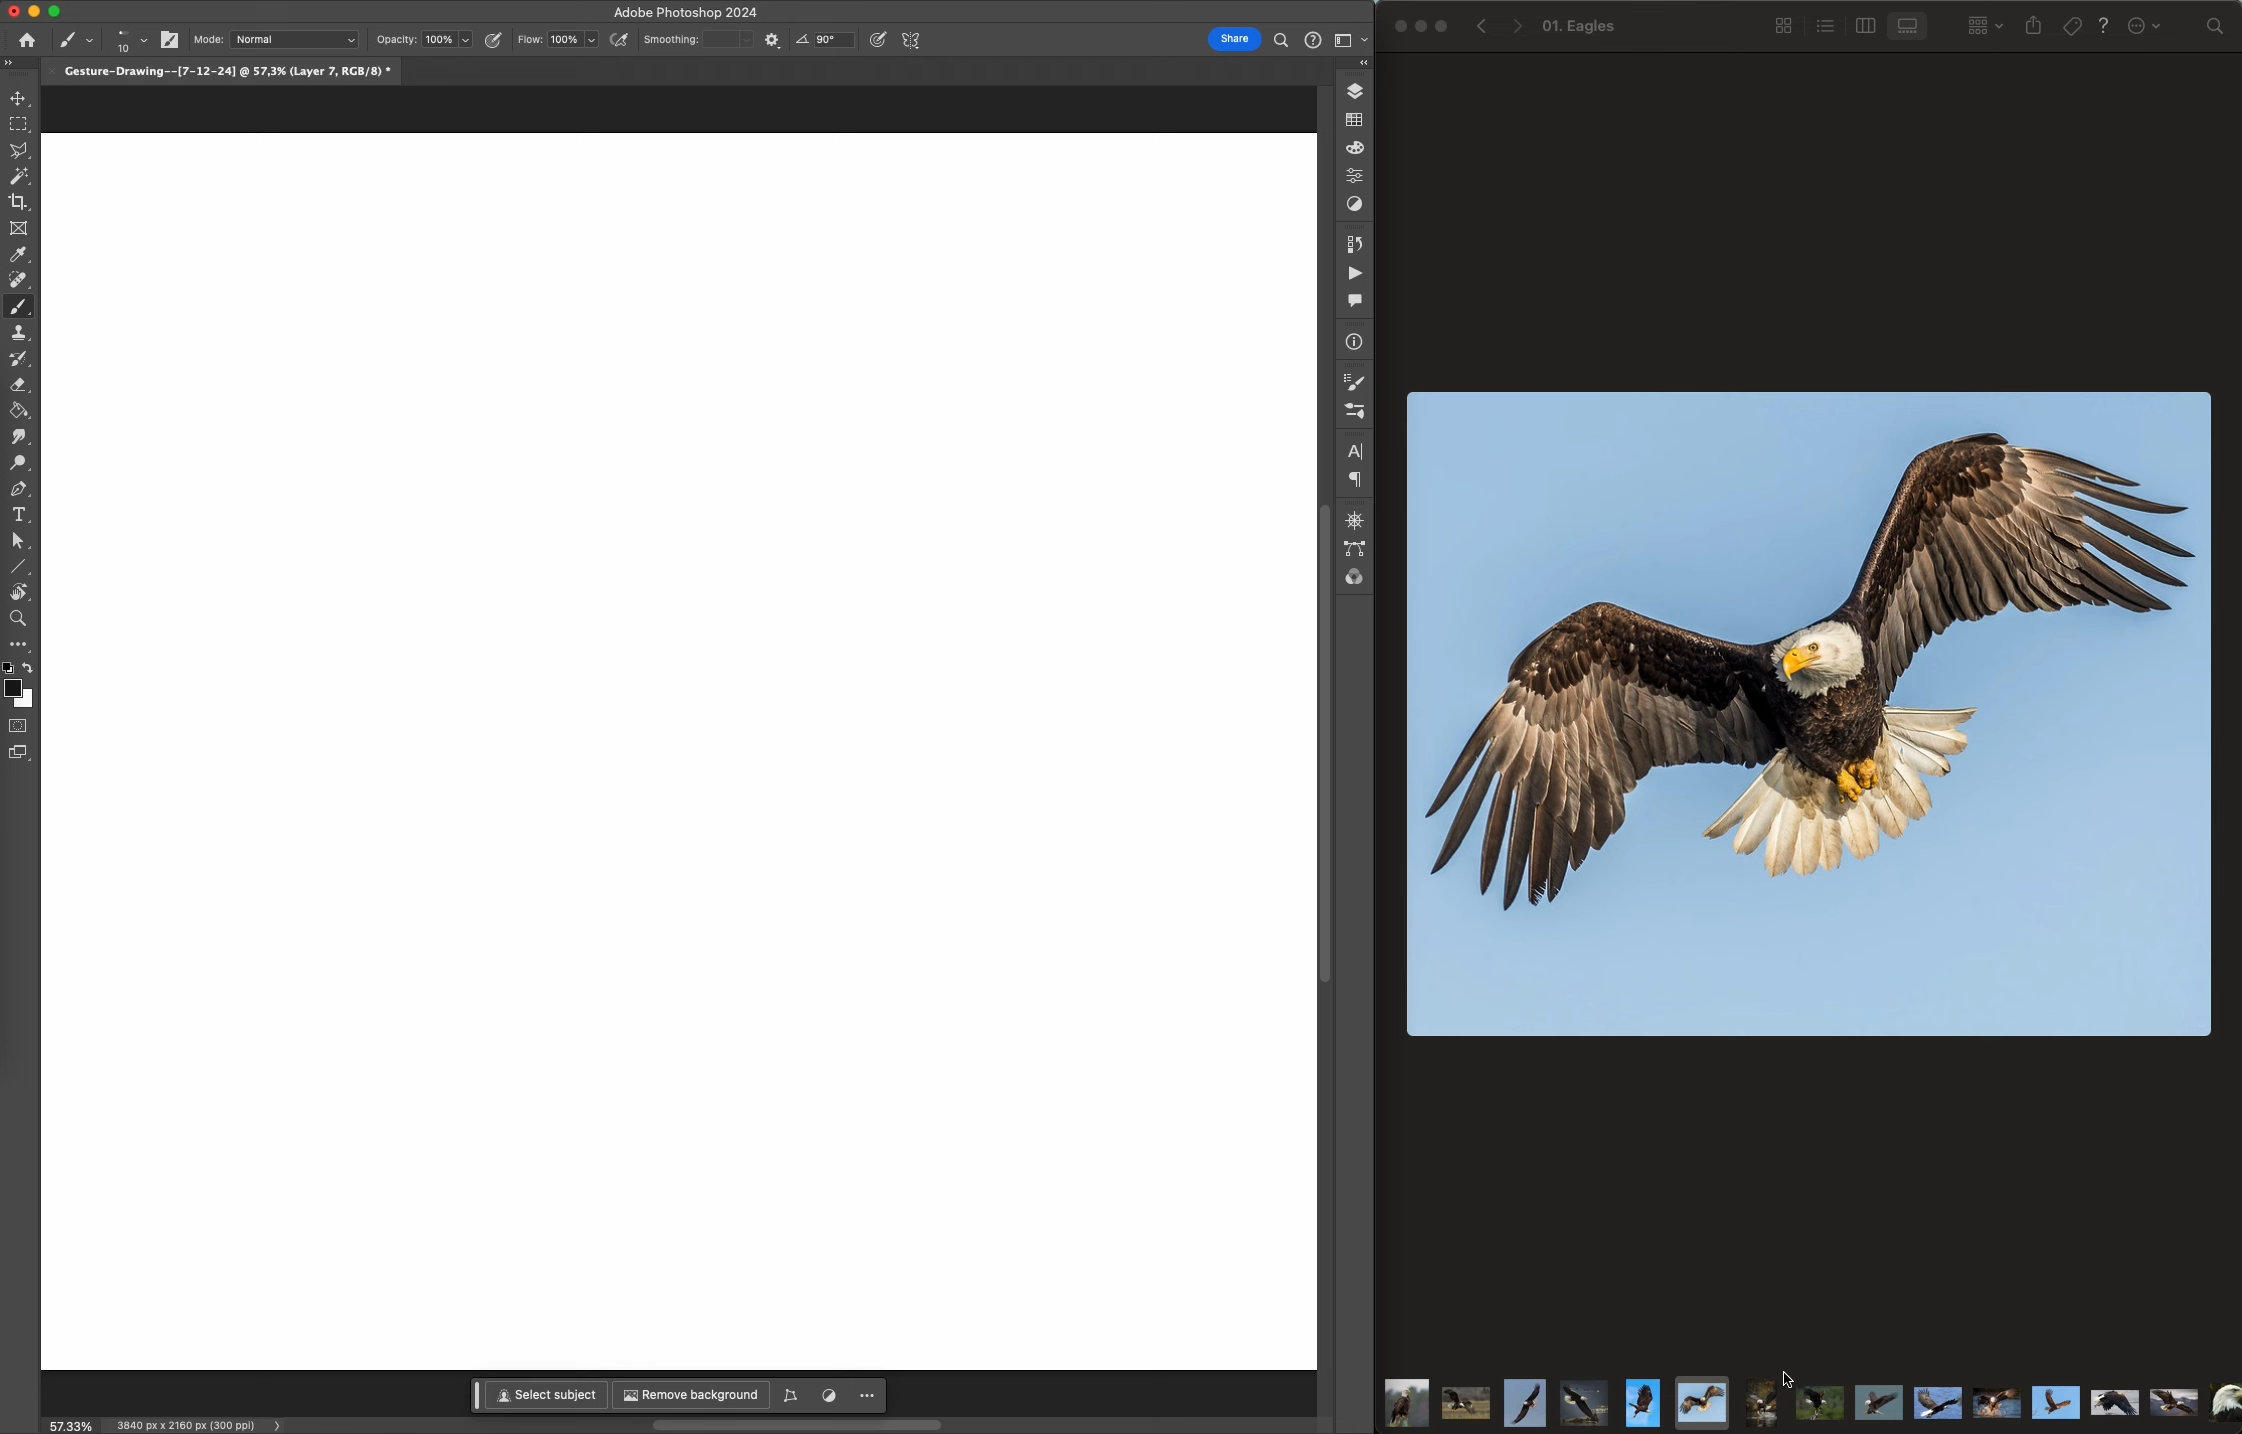 Adobe Photoshop 2024
10
Mode: Normal
Opacity: 100%
Flow: 100%
Smoothing:
90°
Share
Gesture-Drawing--[7-12-24] @ 57,3% (Layer 7, RGB/8) *
01. Eagles
Select subject
Remove background
57.33%
3840 px x 2160 px (300 ppi)